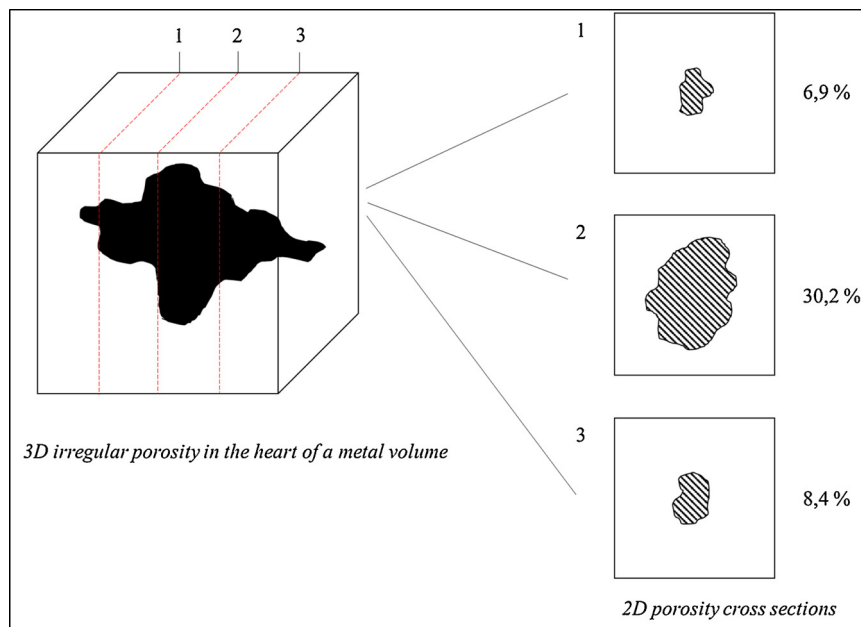 1 2 3
3D irregular porosity in the heart of a metal volume
1
6,9 %
2
30,2 %
3
8,4 %
2D porosity cross sections